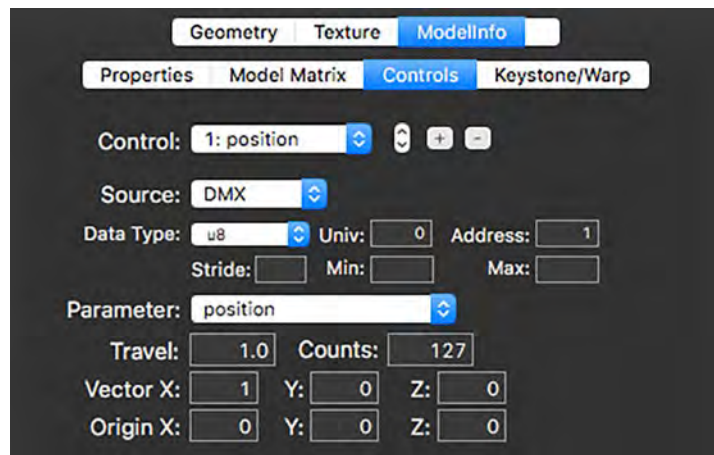 Geometry Texture ModelInfo
Properties Model Matrix Controls Keystone/Warp
Control: 1: position + -
Source: DMX
Data Type: u8 Univ: 0 Address: 1
Stride: Min: Max:
Parameter: position
Travel: 1.0 Counts: 127
Vector X: 1 Y: 0 Z: 0
Origin X: 0 Y: 0 Z: 0